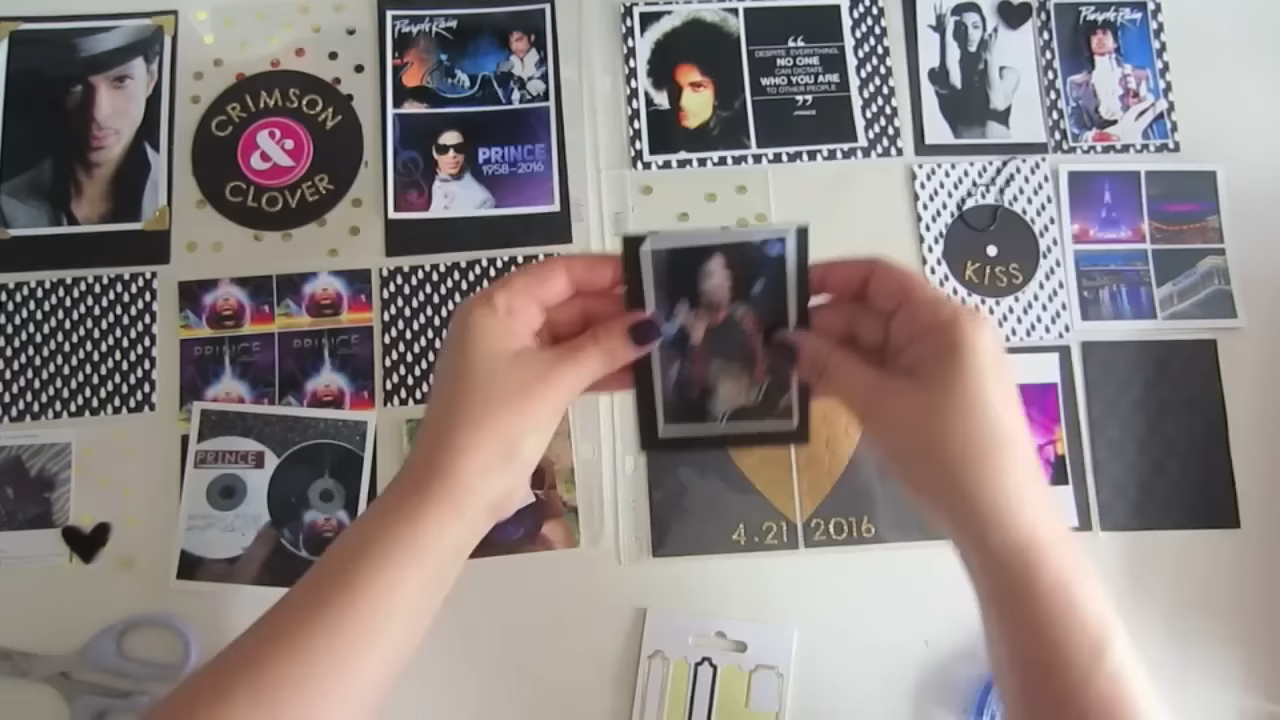 CRIMSON
&
CLOVER
Purple Rain
PRINCE
1958-2016
“
DESPITE EVERYTHING,
NO ONE
CAN DICTATE
WHO YOU ARE
TO OTHER PEOPLE
”
Purple Rain
KISS
PRINCE
PRINCE
PRINCE
4.21 2016